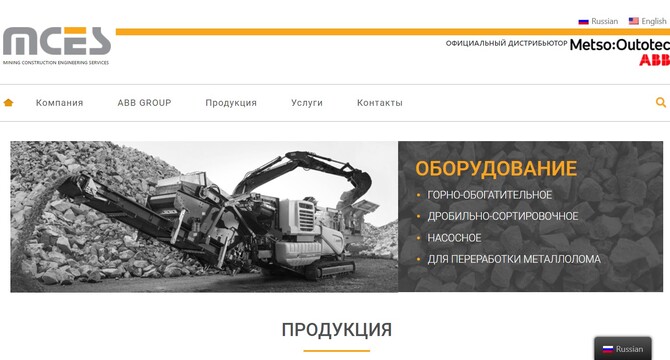 Russian English
MCES
MINING CONSTRUCTION ENGINEERING SERVICES
ОФИЦИАЛЬНЫЙ ДИСТРИБЬЮТОР Metso:Outotec
ABB
Компания ABB GROUP Продукция Услуги Контакты
ОБОРУДОВАНИЕ
ГОРНО-ОБОГАТИТЕЛЬНОЕ
ДРОБИЛЬНО-СОРТИРОВОЧНОЕ
НАСОСНОЕ
ДЛЯ ПЕРЕРАБОТКИ МЕТАЛЛОЛОМА
ПРОДУКЦИЯ
Russian